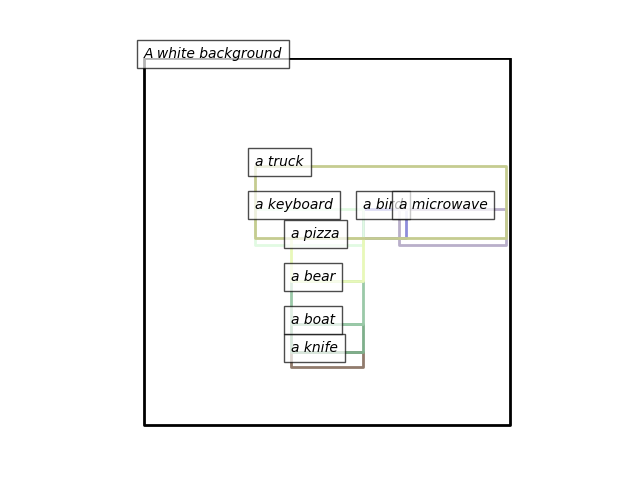 A white background
a truck
a keyboard
a bird
a microwave
a pizza
a bear
a boat
a knife